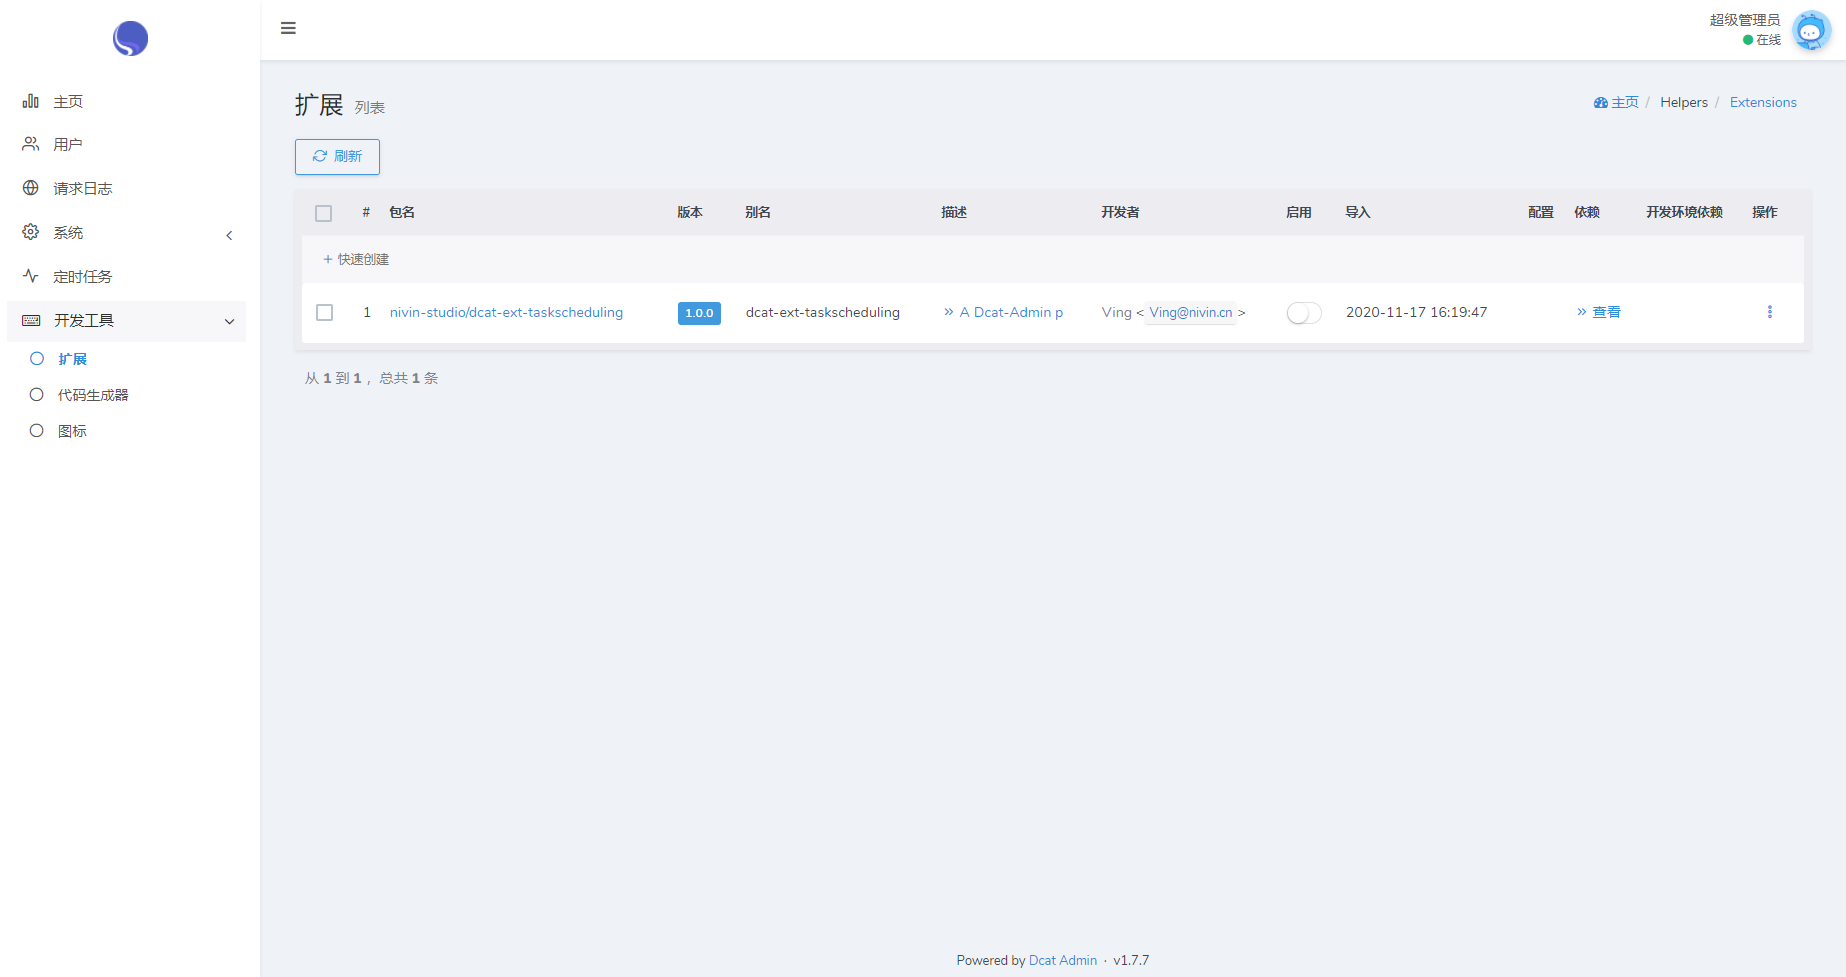 超级管理员
在线
主页
用户
请求日志
系统
定时任务
开发工具
扩展
代码生成器
图标
扩展 列表
主页 / Helpers / Extensions
刷新
# 包名 版本 别名 描述 开发者 启用 导入 配置 依赖 开发环境依赖 操作
+ 快速创建
1 nivin-studio/dcat-ext-taskscheduling 1.0.0 dcat-ext-taskscheduling » A Dcat-Admin p Ving < Ving@nivin.cn > 2020-11-17 16:19:47 » 查看
从 1 到 1 ，总共 1 条
Powered by Dcat Admin · v1.7.7